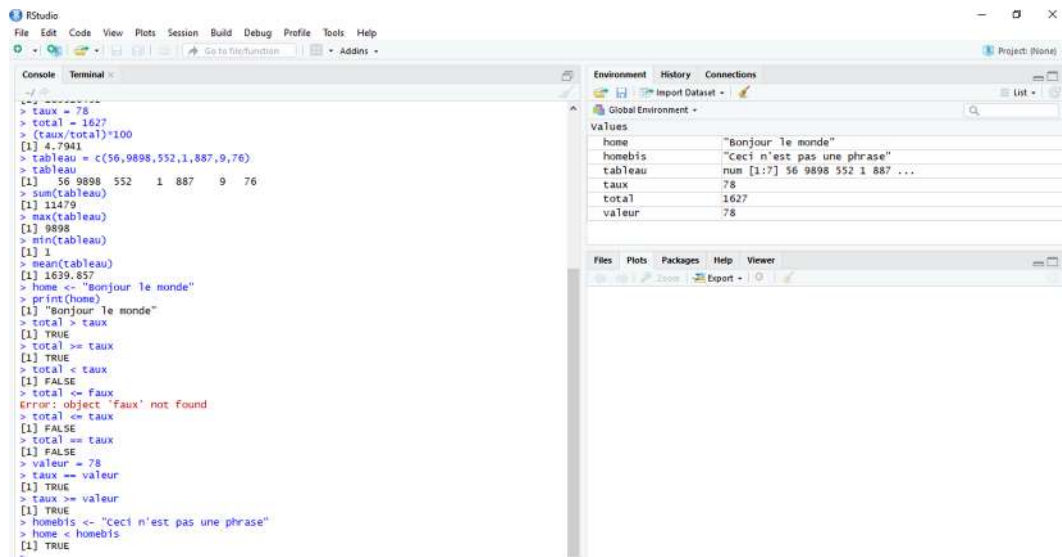 RStudio
File Edit Code View Plots Session Build Debug Profile Tools Help
Go to file/function Addins
Project: (None)
Console Terminal
~/
> taux = 78
> total = 1627
> (taux/total)*100
[1] 4.7941
> tableau = c(56,9898,552,1,887,9,76)
> tableau
[1] 56 9898 552 1 887 9 76
> sum(tableau)
[1] 11479
> max(tableau)
[1] 9898
> min(tableau)
[1] 1
> mean(tableau)
[1] 1639.857
> home <- "Bonjour le monde"
> print(home)
[1] "Bonjour le monde"
> total > taux
[1] TRUE
> total >= taux
[1] TRUE
> total < taux
[1] FALSE
> total <= faux
Error: object 'faux' not found
> total <= taux
[1] FALSE
> total == taux
[1] FALSE
> valeur = 78
> taux == valeur
[1] TRUE
> taux >= valeur
[1] TRUE
> homebis <- "Ceci n'est pas une phrase"
> home < homebis
[1] TRUE
Environment History Connections
Import Dataset List
Global Environment
Values
home "Bonjour le monde"
homebis "Ceci n'est pas une phrase"
tableau num [1:7] 56 9898 552 1 887 ...
taux 78
total 1627
valeur 78
Files Plots Packages Help Viewer
Zoom Export